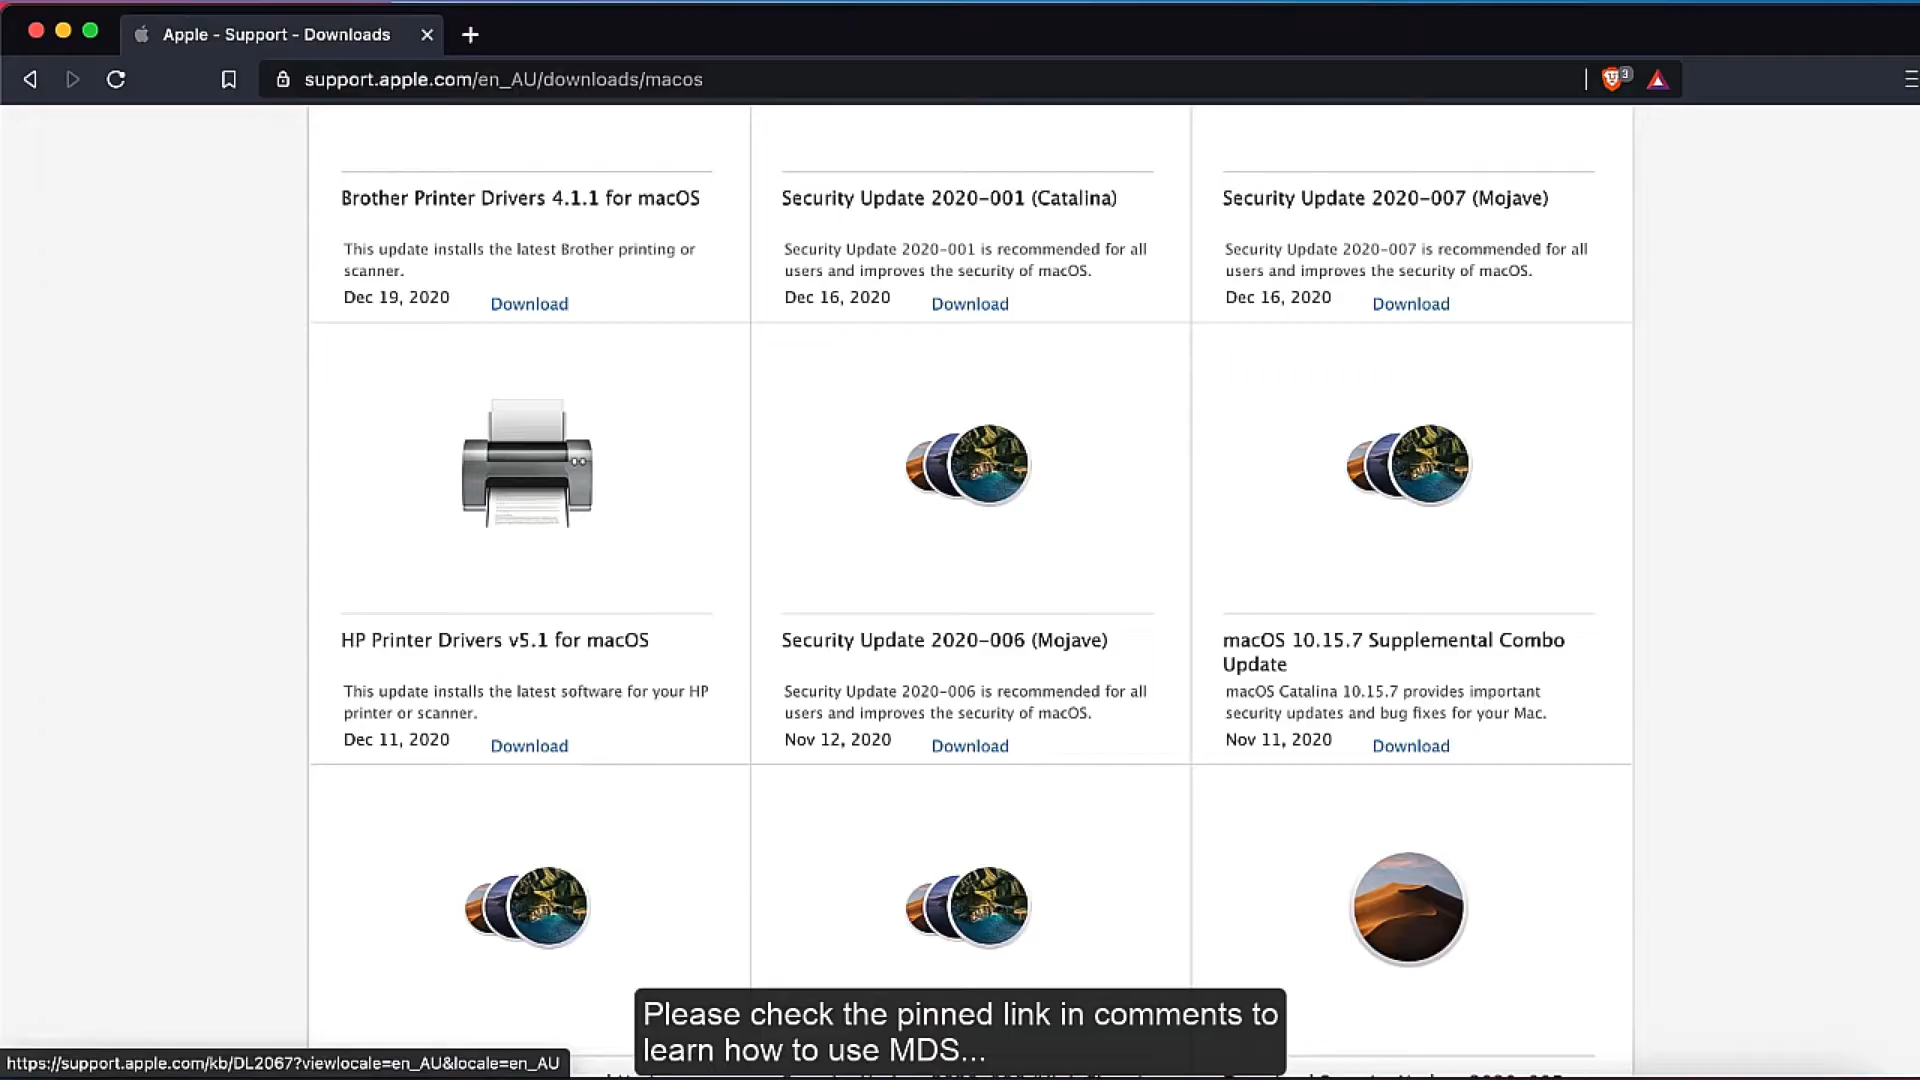 Apple - Support - Downloads
support.apple.com/en_AU/downloads/macos
3
Brother Printer Drivers 4.1.1 for macOS
This update installs the latest Brother printing or
scanner.
Dec 19, 2020 Download
Security Update 2020-001 (Catalina)
Security Update 2020-001 is recommended for all
users and improves the security of macOS.
Dec 16, 2020 Download
Security Update 2020-007 (Mojave)
Security Update 2020-007 is recommended for all
users and improves the security of macOS.
Dec 16, 2020 Download
HP Printer Drivers v5.1 for macOS
This update installs the latest software for your HP
printer or scanner.
Dec 11, 2020 Download
Security Update 2020-006 (Mojave)
Security Update 2020-006 is recommended for all
users and improves the security of macOS.
Nov 12, 2020 Download
macOS 10.15.7 Supplemental Combo
Update
macOS Catalina 10.15.7 provides important
security updates and bug fixes for your Mac.
Nov 11, 2020 Download
Please check the pinned link in comments to
learn how to use MDS...
https://support.apple.com/kb/DL2067?viewlocale=en_AU&locale=en_AU